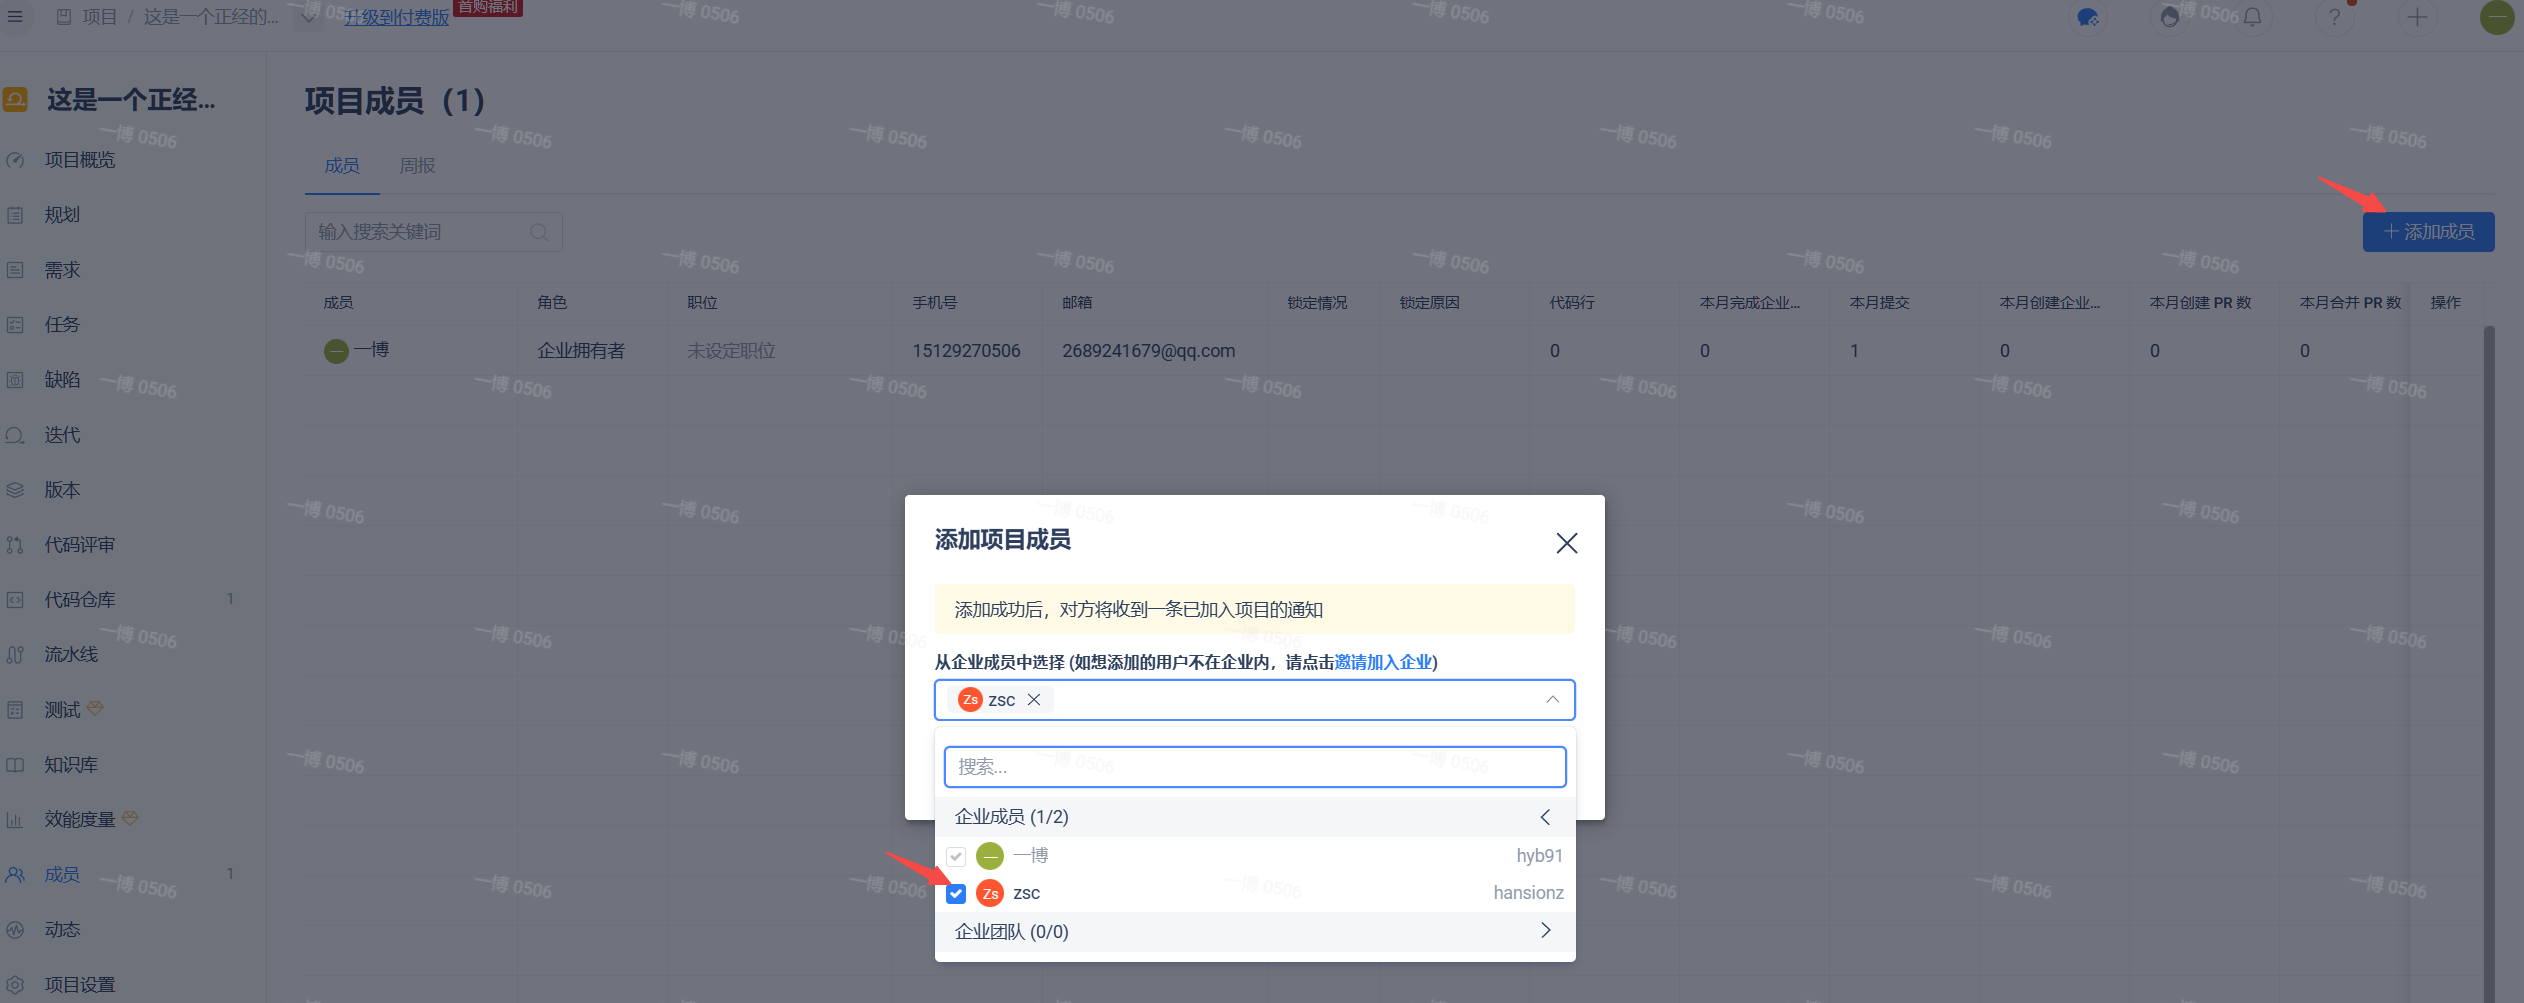 项目 / 这是一个正经的... 升级到付费版 首购福利
这是一个正经...
项目概览
规划
需求
任务
缺陷
迭代
版本
代码评审
代码仓库 1
流水线
测试
知识库
效能度量
成员 1
动态
项目设置
项目成员（1）
成员 周报
输入搜索关键词
+ 添加成员
成员 角色 职位 手机号 邮箱 锁定情况 锁定原因 代码行 本月完成企业... 本月提交 本月创建企业... 本月创建 PR 数 本月合并 PR 数 操作
一博 企业拥有者 未设定职位 15129270506 2689241679@qq.com 0 0 1 0 0 0
添加项目成员
添加成功后，对方将收到一条已加入项目的通知
从企业成员中选择 (如想添加的用户不在企业内，请点击邀请加入企业)
Zs zsc
搜索...
企业成员 (1/2)
一博 hyb91
Zs zsc hansionz
企业团队 (0/0)
一博 0506